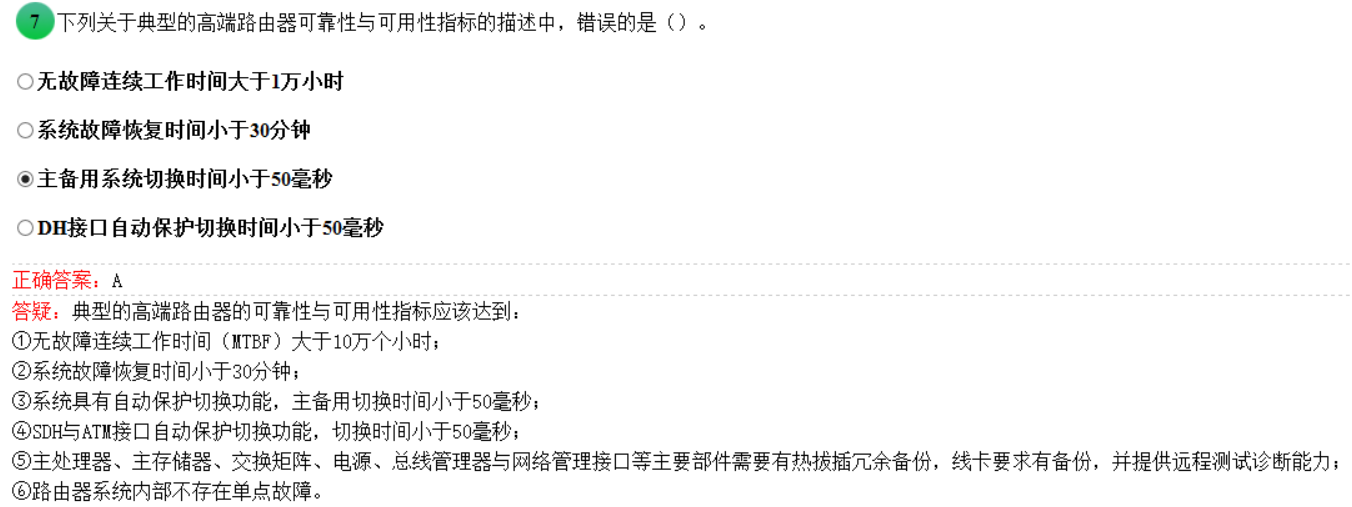 7 下列关于典型的高端路由器可靠性与可用性指标的描述中，错误的是（）。
无故障连续工作时间大于1万小时
系统故障恢复时间小于30分钟
主备用系统切换时间小于50毫秒
DH接口自动保护切换时间小于50毫秒
正确答案：A
答疑：典型的高端路由器的可靠性与可用性指标应该达到：
①无故障连续工作时间（MTBF）大于10万个小时；
②系统故障恢复时间小于30分钟；
③系统具有自动保护切换功能，主备用切换时间小于50毫秒；
④SDH与ATM接口自动保护切换功能，切换时间小于50毫秒；
⑤主处理器、主存储器、交换矩阵、电源、总线管理器与网络管理接口等主要部件需要有热拔插冗余备份，线卡要求有备份，并提供远程测试诊断能力；
⑥路由器系统内部不存在单点故障。